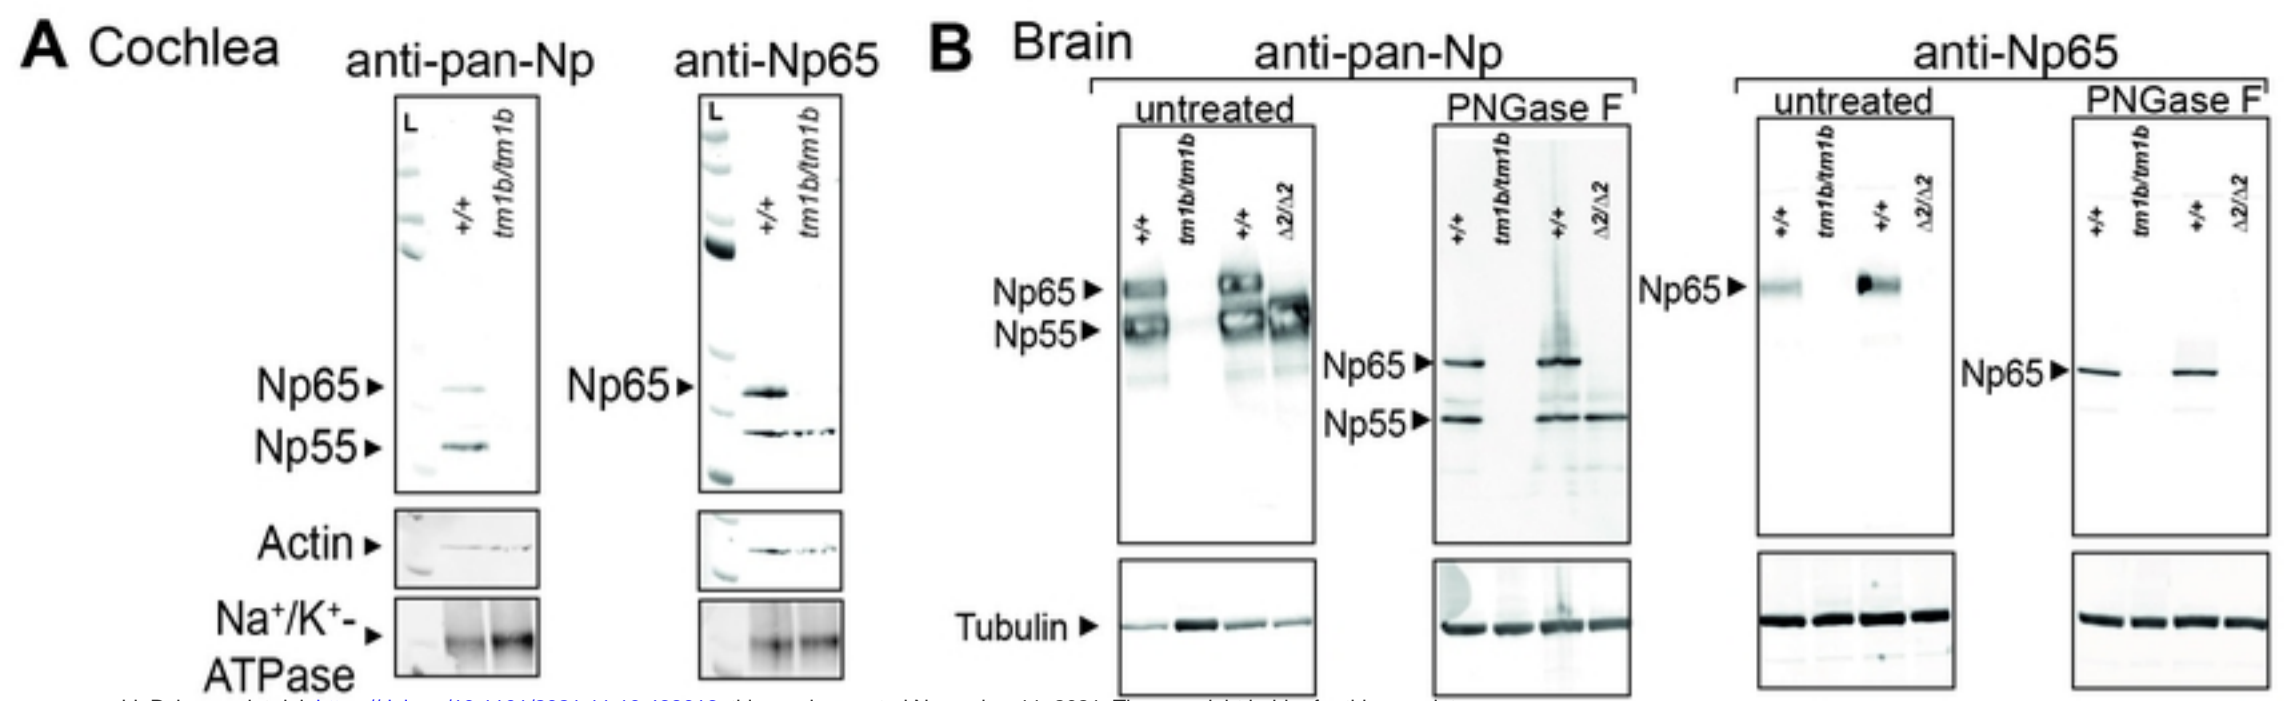 A Cochlea
anti-pan-Np
anti-Np65
L
+/+
tm1b/tm1b
L
+/+
tm1b/tm1b
Np65
Np55
Np65
Actin
Na⁺/K⁺-
ATPase
B Brain
anti-pan-Np
anti-Np65
untreated
PNGase F
untreated
PNGase F
+/+
tm1b/tm1b
+/+
Δ2/Δ2
+/+
tm1b/tm1b
+/+
Δ2/Δ2
+/+
tm1b/tm1b
+/+
Δ2/Δ2
+/+
tm1b/tm1b
+/+
Δ2/Δ2
Np65
Np55
Np65
Np55
Np65
Np65
Tubulin